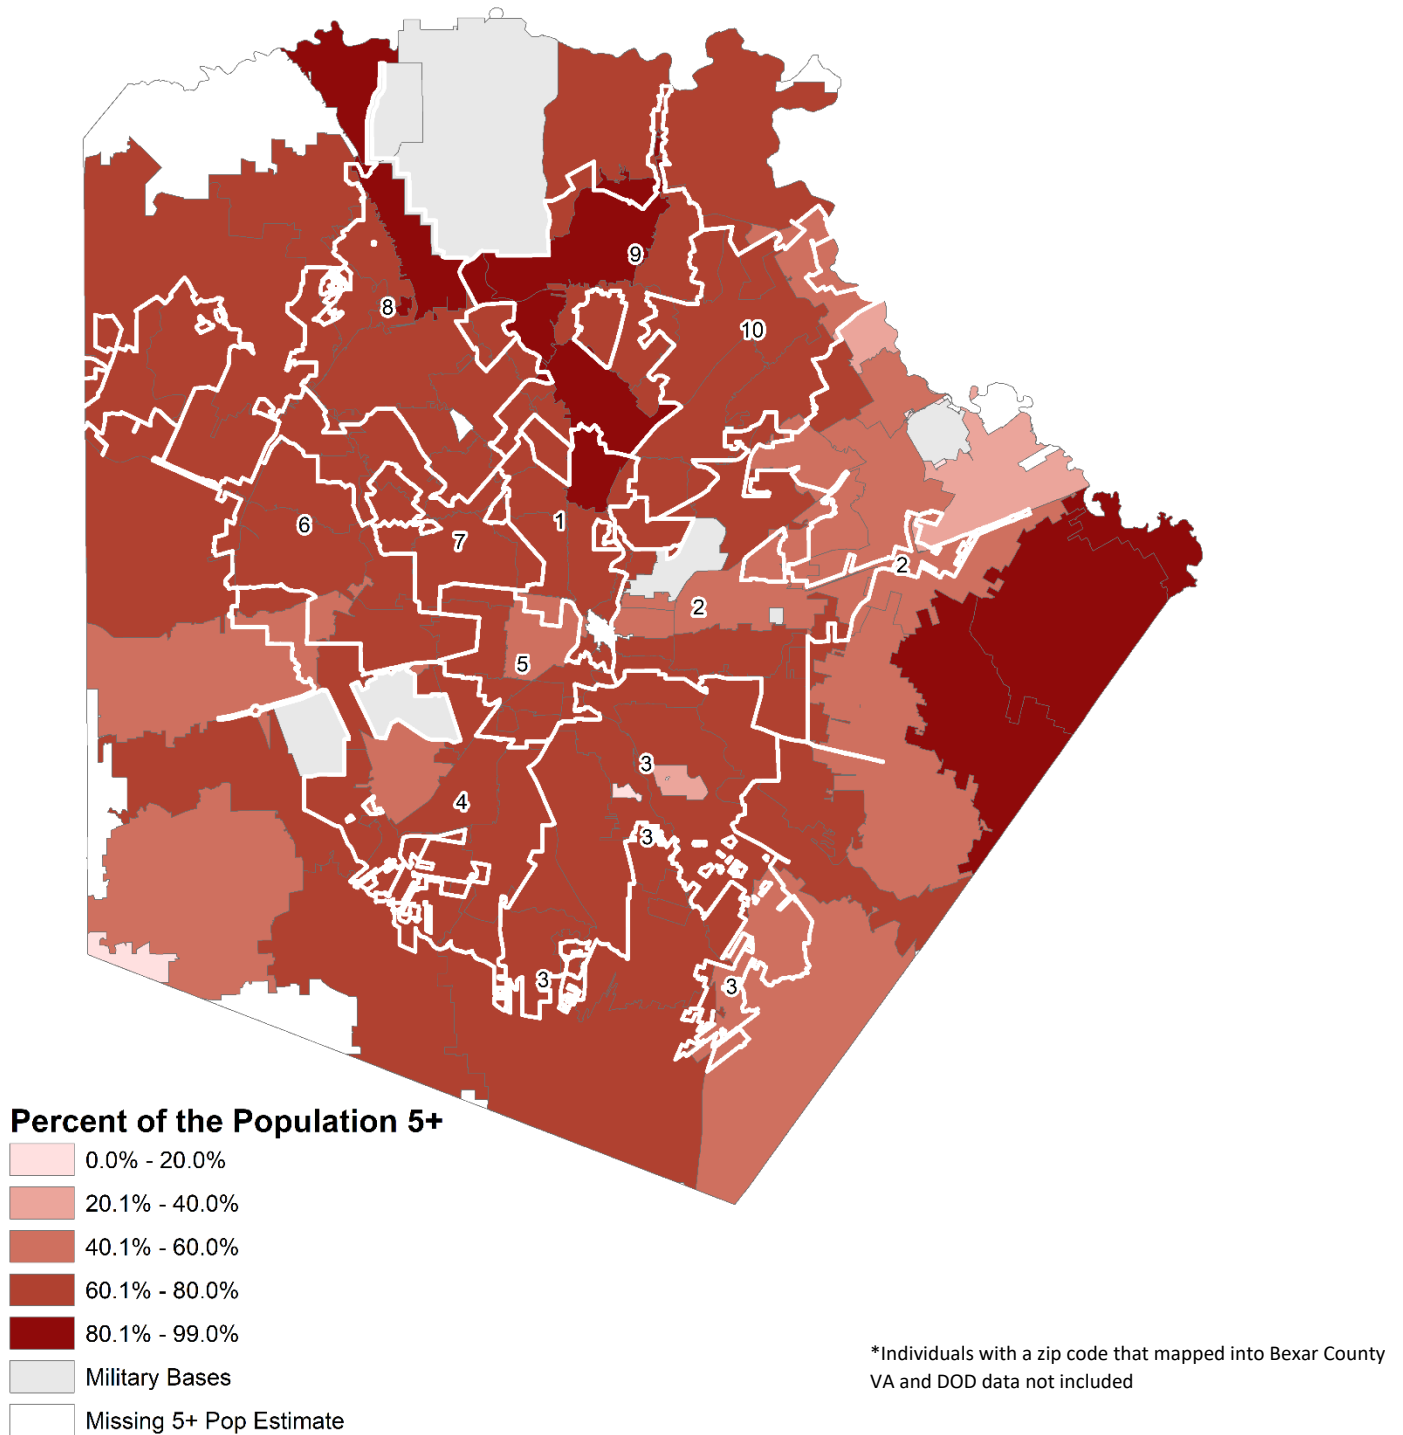 9
8
10
6
1
7
2
2
5
3
4
3
3
3
Percent of the Population 5+
0.0% - 20.0%
20.1% - 40.0%
40.1% - 60.0%
60.1% - 80.0%
80.1% - 99.0%
Military Bases
Missing 5+ Pop Estimate
*Individuals with a zip code that mapped into Bexar County
VA and DOD data not included